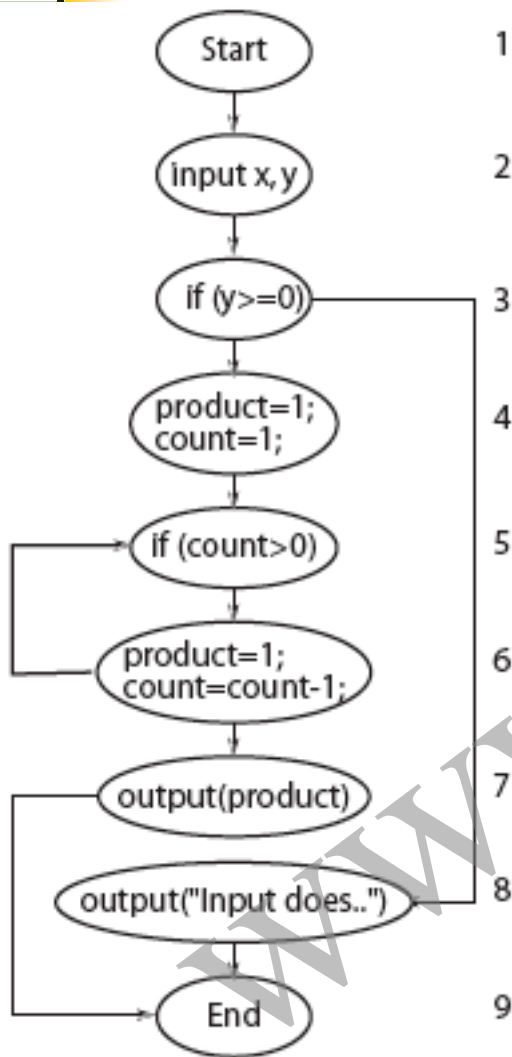 Start
1
input x, y
2
if (y>=0)
3
product=1;
count=1;
4
if (count>0)
5
product=1;
count=count-1;
6
output(product)
7
output("Input does..")
8
End
9
WWW